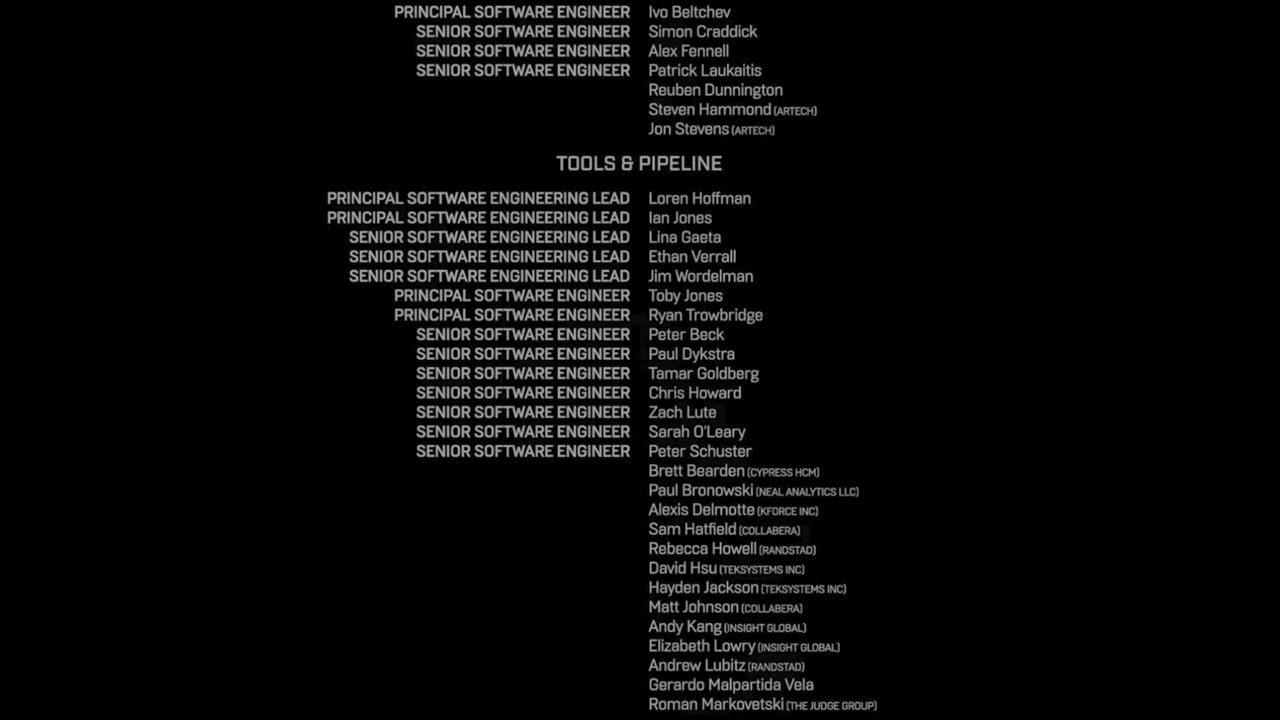 PRINCIPAL SOFTWARE ENGINEER Ivo Beltchev
SENIOR SOFTWARE ENGINEER Simon Craddick
SENIOR SOFTWARE ENGINEER Alex Fennell
SENIOR SOFTWARE ENGINEER Patrick Laukaitis
Reuben Dunnington
Steven Hammond (ARTECH)
Jon Stevens (ARTECH)
TOOLS & PIPELINE
PRINCIPAL SOFTWARE ENGINEERING LEAD Loren Hoffman
PRINCIPAL SOFTWARE ENGINEERING LEAD Ian Jones
SENIOR SOFTWARE ENGINEERING LEAD Lina Gaeta
SENIOR SOFTWARE ENGINEERING LEAD Ethan Verrall
SENIOR SOFTWARE ENGINEERING LEAD Jim Wordelman
PRINCIPAL SOFTWARE ENGINEER Toby Jones
PRINCIPAL SOFTWARE ENGINEER Ryan Trowbridge
SENIOR SOFTWARE ENGINEER Peter Beck
SENIOR SOFTWARE ENGINEER Paul Dykstra
SENIOR SOFTWARE ENGINEER Tamar Goldberg
SENIOR SOFTWARE ENGINEER Chris Howard
SENIOR SOFTWARE ENGINEER Zach Lute
SENIOR SOFTWARE ENGINEER Sarah O'Leary
SENIOR SOFTWARE ENGINEER Peter Schuster
Brett Bearden (CYPRESS HCM)
Paul Bronowski (NEAL ANALYTICS LLC)
Alexis Delmotte (KFORCE INC)
Sam Hatfield (COLLABERA)
Rebecca Howell (RANDSTAD)
David Hsu (TEKSYSTEMS INC)
Hayden Jackson (TEKSYSTEMS INC)
Matt Johnson (COLLABERA)
Andy Kang (INSIGHT GLOBAL)
Elizabeth Lowry (INSIGHT GLOBAL)
Andrew Lubitz (RANDSTAD)
Gerardo Malpartida Vela
Roman Markovetski (THE JUDGE GROUP)